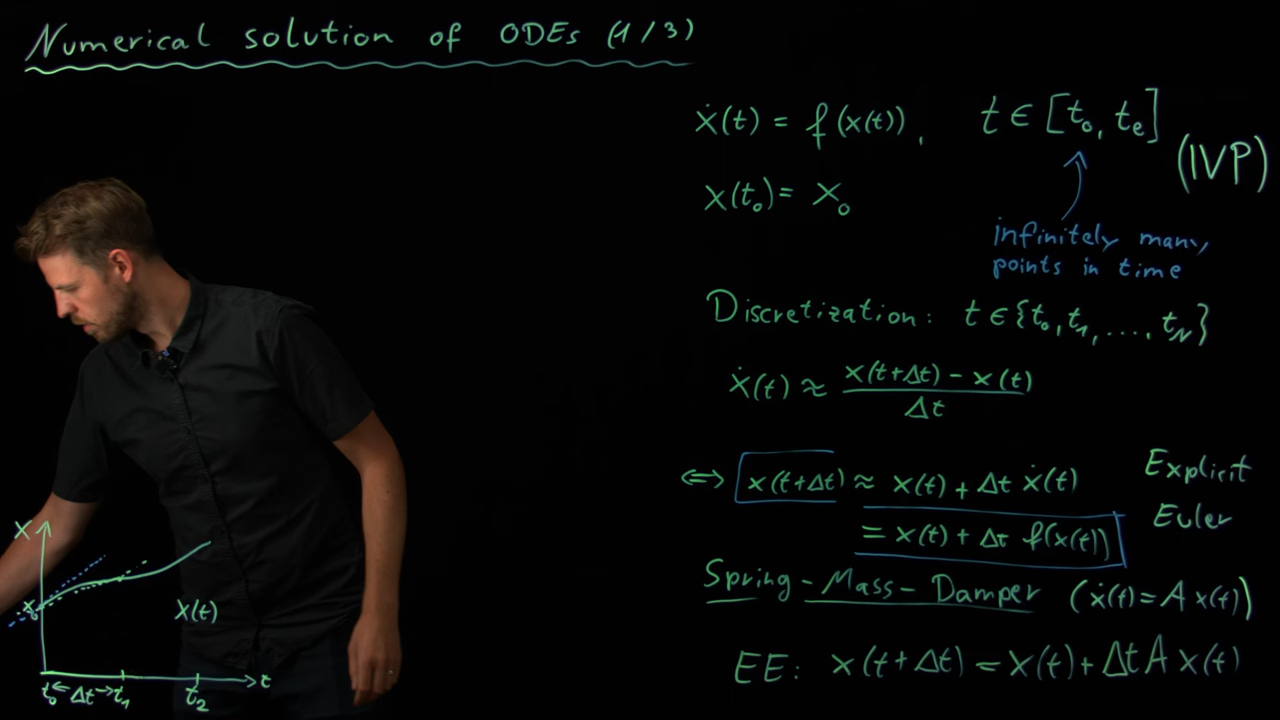 Numerical solution of ODEs (1/3)
ẋ(t) = f(x(t)), t ∈ [t₀, tₑ]
(IVP)
x(t₀) = x₀
infinitely many
points in time
Discretization: t ∈ {t₀, t₁, ...., t_N}
ẋ(t) ≈ x(t+Δt) - x(t)
Δt
⇔ x(t+Δt) ≈ x(t) + Δt ẋ(t)
= x(t) + Δt f(x(t))
Explicit
Euler
Spring-Mass-Damper (ẋ(t) = A x(t))
EE: x(t+Δt) = x(t) + Δt A x(t)
x
x₀
x(t)
t₀ ← Δt → t₁ t₂ t